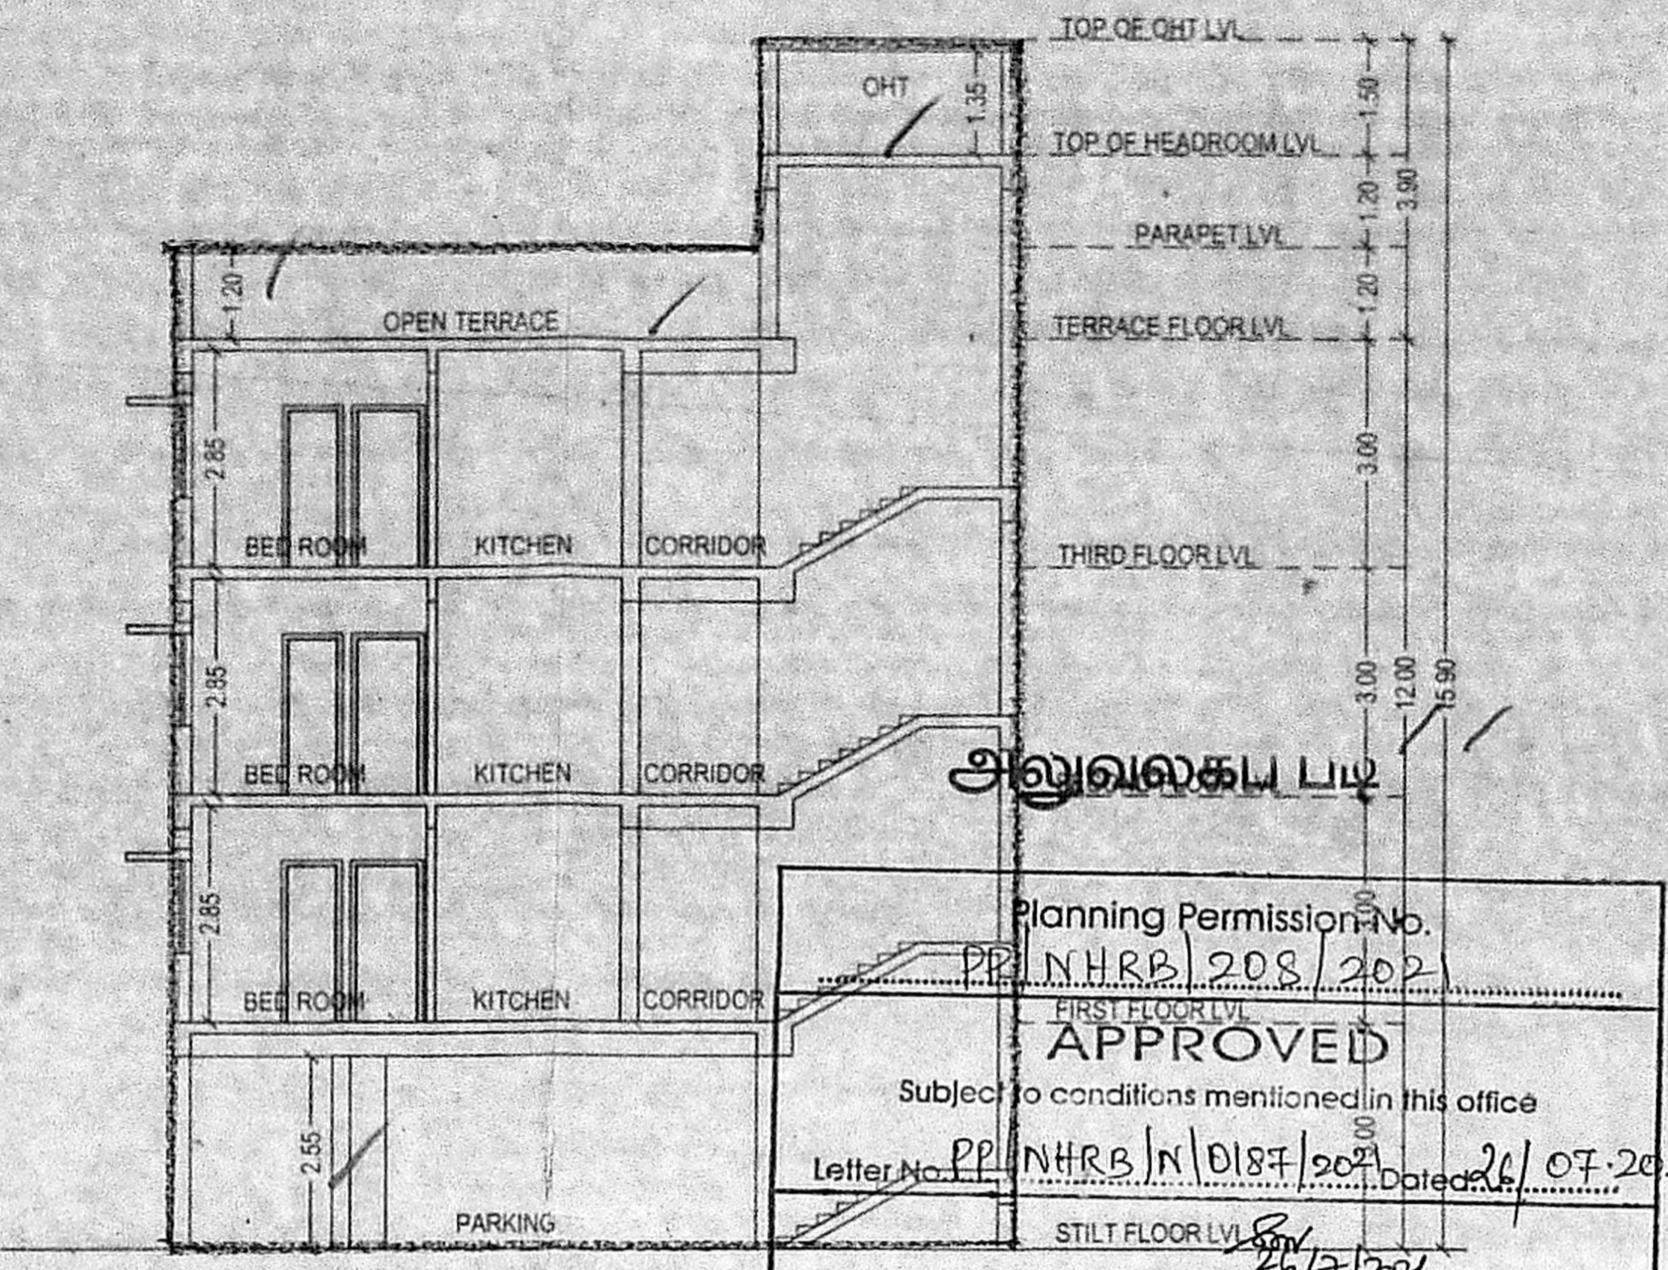 TOP OF OHT LVL
OHT
1.35
1.50
TOP OF HEADROOM LVL
1.20
3.90
PARAPET LVL
1.20
1.20
OPEN TERRACE
TERRACE FLOOR LVL
2.85
3.00
BED ROOM
KITCHEN
CORRIDOR
THIRD FLOOR LVL
2.85
3.00
12.00
15.90
BED ROOM
KITCHEN
CORRIDOR
அலுவலகப படி
2.85
Planning Permission No.
PP/NHRB/208/2021
BED ROOM
KITCHEN
CORRIDOR
FIRST FLOOR LVL
APPROVED
Subject to conditions mentioned in this office
2.55
Letter No. PP/NHRB/N/0187/2021 Dated 26/07.20
PARKING
STILT FLOOR LVL
26/7/2021